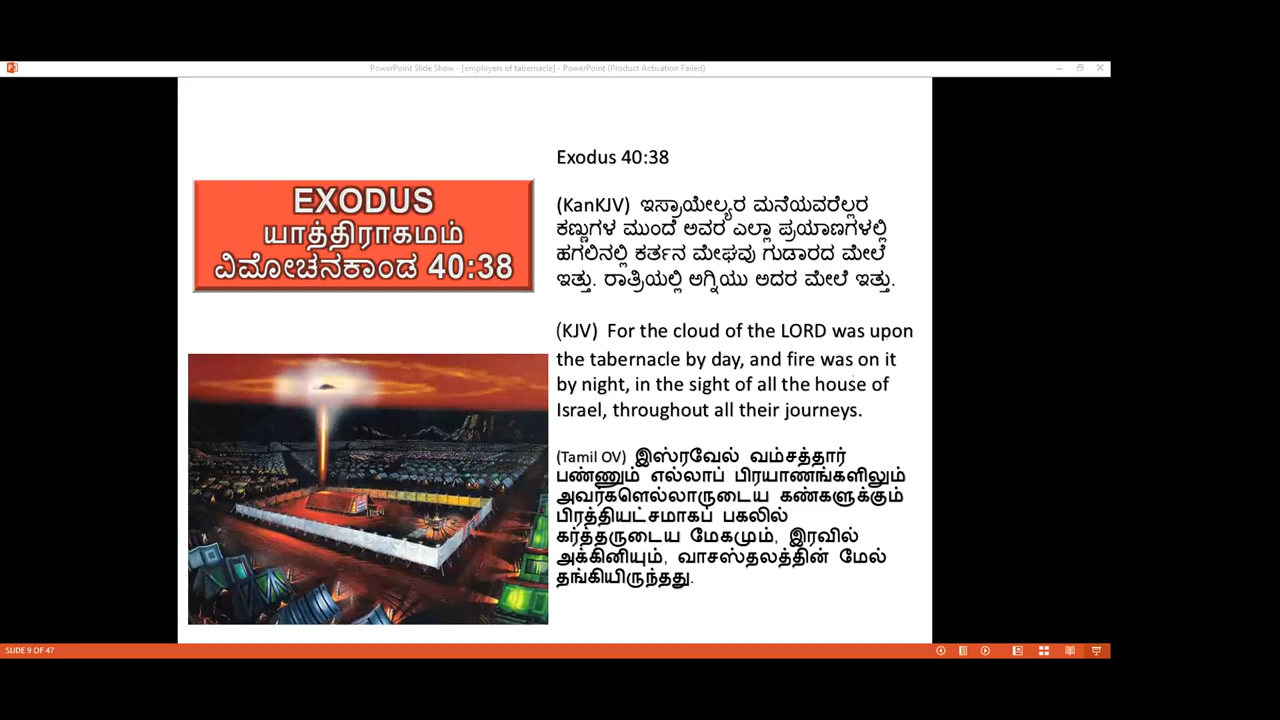 PowerPoint Slide Show - [employers of tabernacle] - PowerPoint (Product Activation Failed)
EXODUS
யாத்திராகமம்
ವಿಮೋಚನಕಾಂಡ 40:38
Exodus 40:38
(KanKJV) ಇಸ್ರಾಯೇಲ್ಯರ ಮನೆಯವರೆಲ್ಲರ
ಕಣ್ಣುಗಳ ಮುಂದೆ ಅವರ ಎಲ್ಲಾ ಪ್ರಯಾಣಗಳಲ್ಲಿ
ಹಗಲಿನಲ್ಲಿ ಕರ್ತನ ಮೇಘವು ಗುಡಾರದ ಮೇಲೆ
ಇತ್ತು. ರಾತ್ರಿಯಲ್ಲಿ ಅಗ್ನಿಯು ಅದರ ಮೇಲೆ ಇತ್ತು.
(KJV) For the cloud of the LORD was upon
the tabernacle by day, and fire was on it
by night, in the sight of all the house of
Israel, throughout all their journeys.
(Tamil OV) இஸ்ரவேல் வம்சத்தார்
பண்ணும் எல்லாப் பிரயாணங்களிலும்
அவர்களெல்லாருடைய கண்களுக்கும்
பிரத்தியட்சமாகப் பகலில்
கர்த்தருடைய மேகமும், இரவில்
அக்கினியும், வாசஸ்தலத்தின் மேல்
தங்கியிருந்தது.
SLIDE 9 OF 47